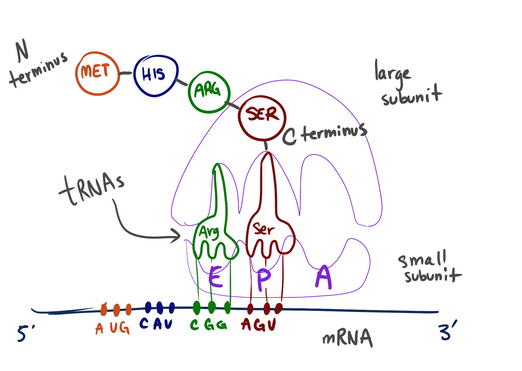 N
terminus
MET
HIS
ARG
SER
C terminus
large
subunit
tRNAs
Arg
Ser
E
P
A
small
subunit
5'
AUG
CAU
CGG
AGU
mRNA
3'